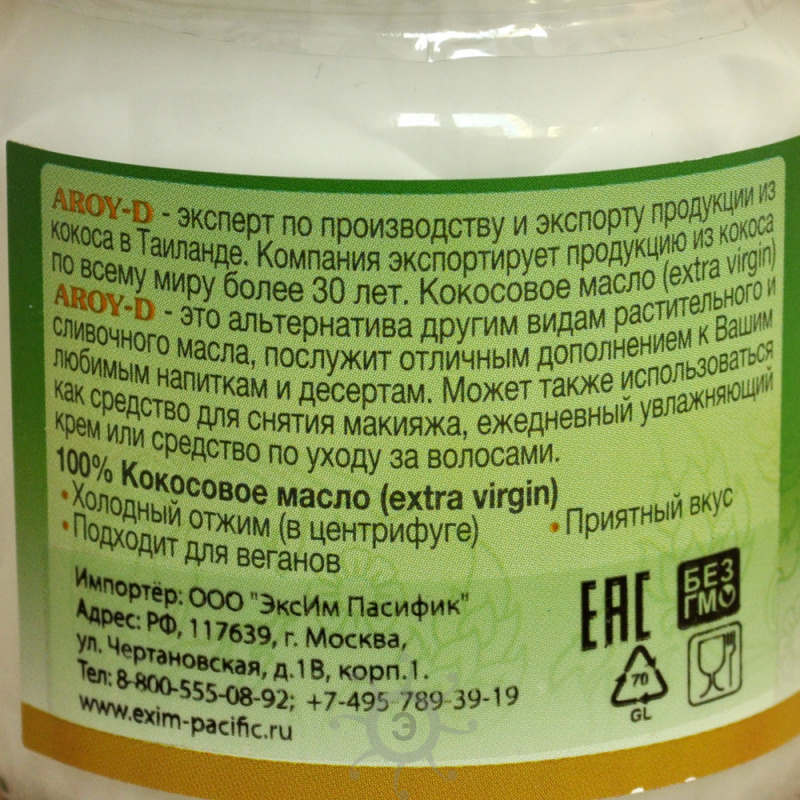 AROY-D - эксперт по производству и экспорту продукции из
кокоса в Таиланде. Компания экспортирует продукцию из кокоса
по всему миру более 30 лет. Кокосовое масло (extra virgin)
AROY-D - это альтернатива другим видам растительного и
сливочного масла, послужит отличным дополнением к Вашим
любимым напиткам и десертам. Может также использоваться
как средство для снятия макияжа, ежедневный увлажняющий
крем или средство по уходу за волосами.
100% Кокосовое масло (extra virgin)
•Холодный отжим (в центрифуге) •Приятный вкус
•Подходит для веганов
Импортёр: ООО "ЭксИм Пасифик"
Адрес: РФ, 117639, г. Москва,
ул. Чертановская, д.1В, корп.1.
Тел: 8-800-555-08-92; +7-495 789-39-19
www.exim-pacific.ru
EAC
БЕЗ
ГМО
70
GL
Э